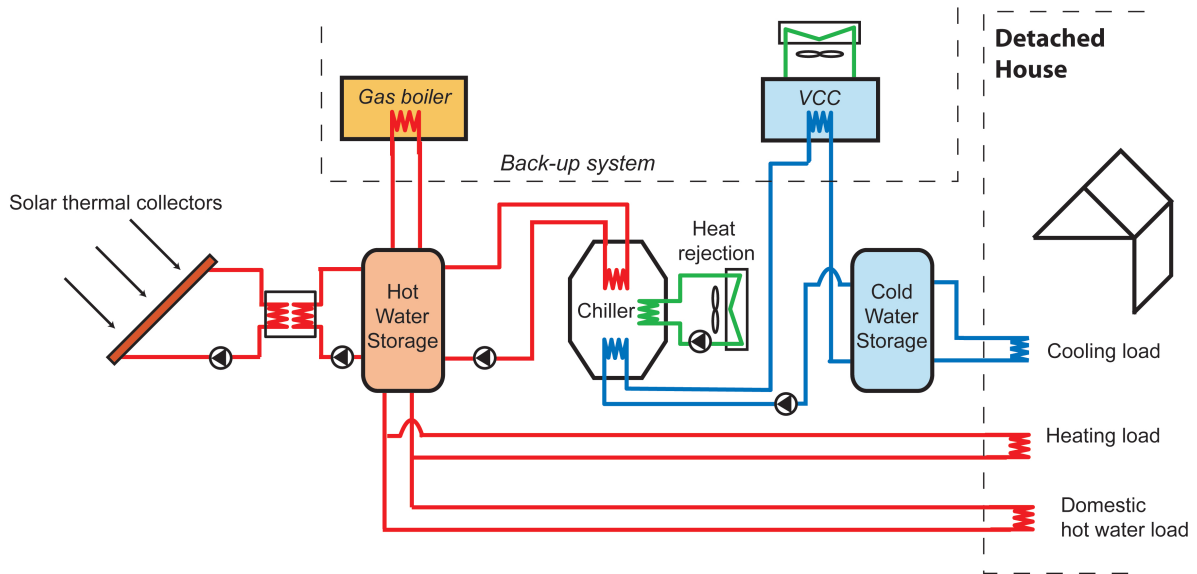 Detached
House
Gas boiler
VCC
Back-up system
Solar thermal collectors
Heat
rejection
Hot
Water
Storage
Chiller
Cold
Water
Storage
Cooling load
Heating load
Domestic
hot water load